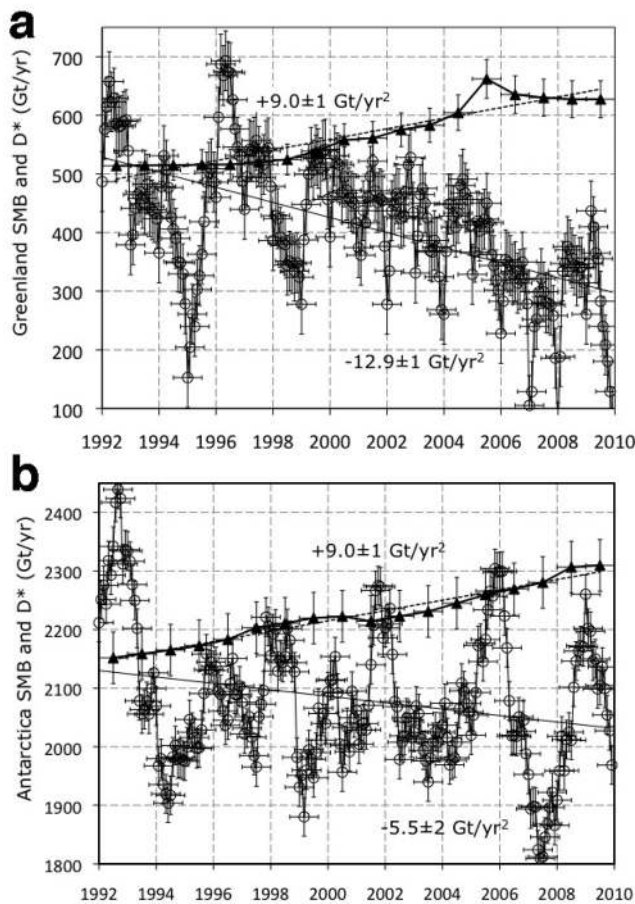 a
Greenland SMB and D* (Gt/yr)
700
600
500
400
300
200
100
+9.0±1 Gt/yr²
-12.9±1 Gt/yr²
1992 1994 1996 1998 2000 2002 2004 2006 2008 2010
b
Antarctica SMB and D* (Gt/yr)
2400
2300
2200
2100
2000
1900
1800
+9.0±1 Gt/yr²
-5.5±2 Gt/yr²
1992 1994 1996 1998 2000 2002 2004 2006 2008 2010